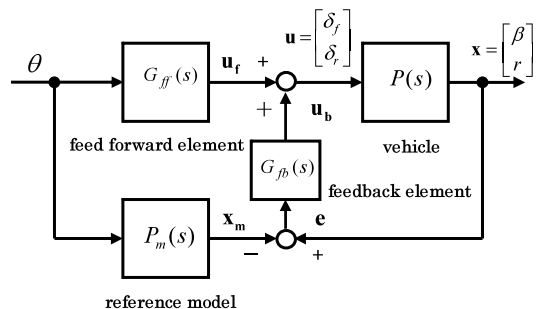 θ
G_ff(s)
u_f
+
+
u = [δ_f δ_r]
u_b
P(s)
x = [β r]
feed forward element
vehicle
G_fb(s)
feedback element
P_m(s)
x_m
e
−
+
reference model